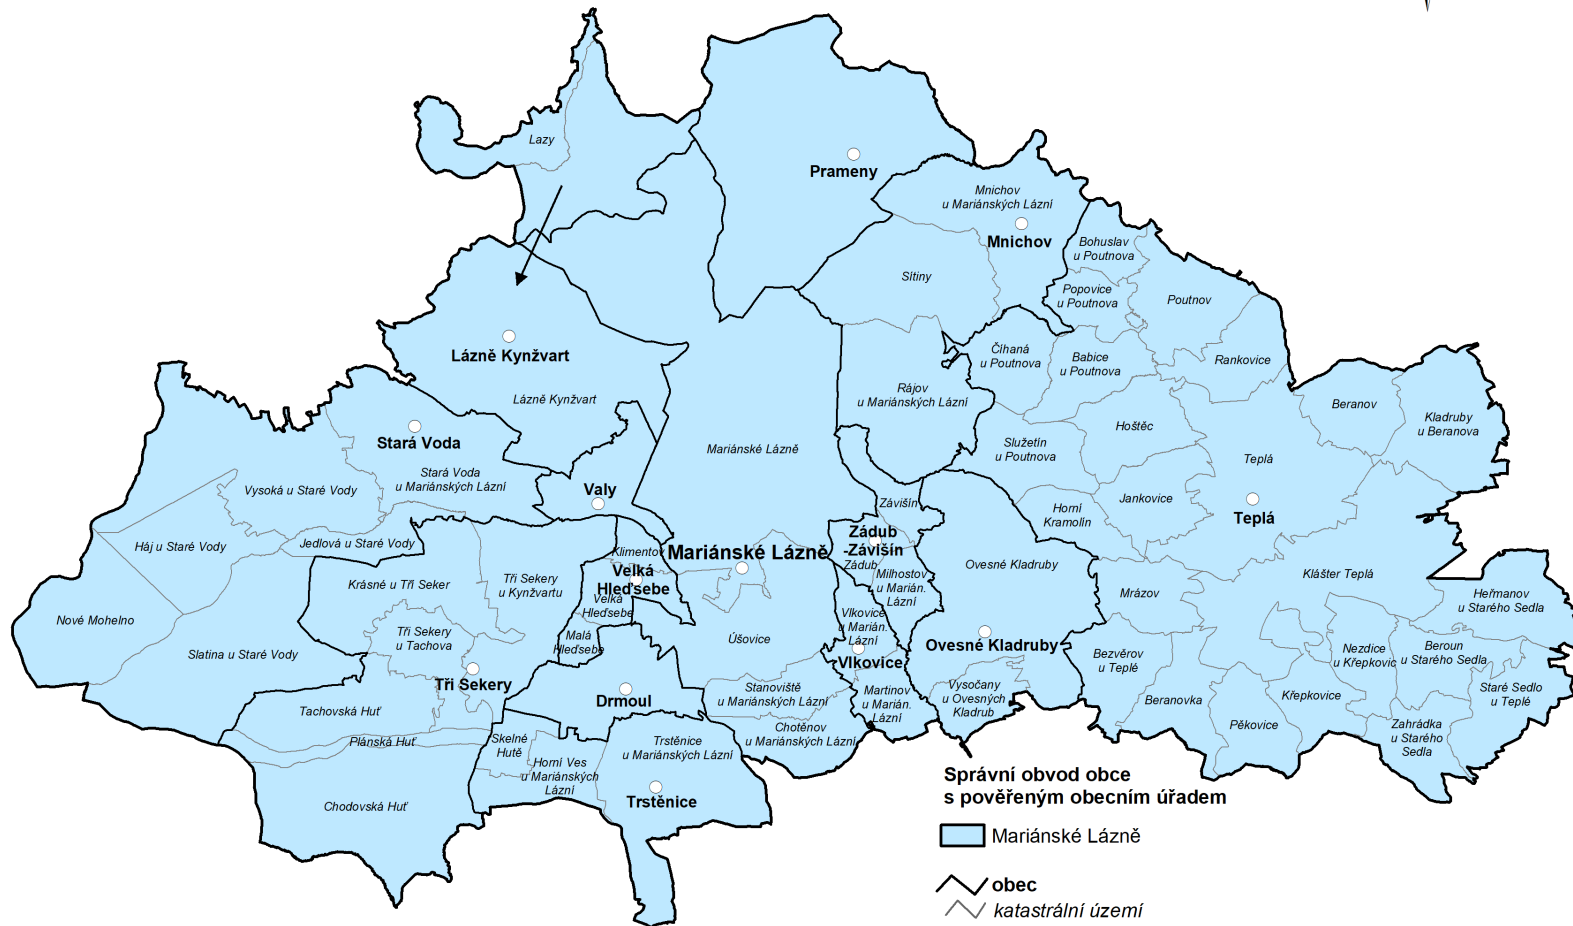 Lazy
Prameny
Mnichov
u Mariánských Lázní
Mnichov
Bohuslav
u Poutnova
Sítiny
Popovice
u Poutnova
Poutnov
Lázně Kynžvart
Číhaná
u Poutnova
Babice
u Poutnova
Rankovice
Lázně Kynžvart
Rájov
u Mariánských Lázní
Beranov
Kladruby
u Beranova
Stará Voda
Hoštěc
Mariánské Lázně
Služetín
u Poutnova
Teplá
Stará Voda
u Mariánských Lázní
Vysoká u Staré Vody
Valy
Závišín
Jankovice
Horní
Kramolín
Teplá
Háj u Staré Vody
Jedlová u Staré Vody
Klimentov
Mariánské Lázně
Zádub
-Závišín
Zádub
Velká
Hleďsebe
Krásné u Tří Seker
Tři Sekery
u Kynžvartu
Milhostov
u Marián.
Lázní
Ovesné Kladruby
Klášter Teplá
Mrázov
Heřmanov
u Starého Sedla
Velká
Hleďsebe
Nové Mohelno
Tři Sekery
u Tachova
Malá
Hleďsebe
Úšovice
Vlkovice
u Marián.
Lázní
Ovesné Kladruby
Slatina u Staré Vody
Vlkovice
Bezvěrov
u Teplé
Nezdice
u Křepkovic
Beroun
u Starého Sedla
Tři Sekery
Drmoul
Stanoviště
u Mariánských Lázní
Martinov
u Marián.
Lázní
Vysočany
u Ovesných
Kladrub
Beranovka
Křepkovice
Staré Sedlo
u Teplé
Tachovská Huť
Pěkovice
Zahrádka
u Starého
Sedla
Plánská Huť
Skelné
Hutě
Trstěnice
u Mariánských Lázní
Chotěnov
u Mariánských Lázní
Horní Ves
u Mariánských
Lázní
Chodovská Huť
Trstěnice
Správní obvod obce
s pověřeným obecním úřadem
Mariánské Lázně
obec
katastrální území